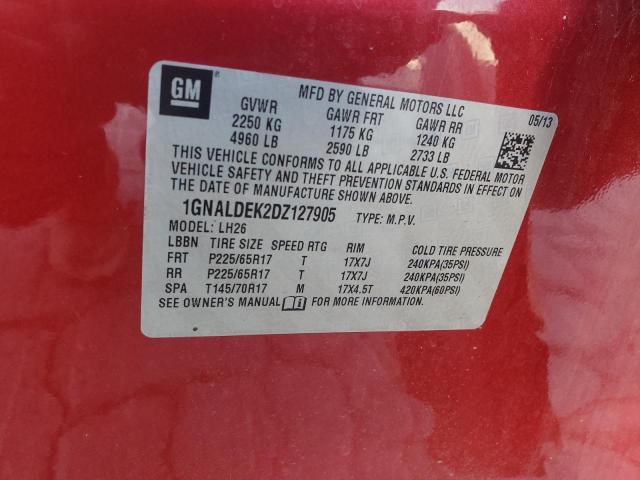 GM
MFD BY GENERAL MOTORS LLC 05/13
GVWR GAWR FRT GAWR RR
2250 KG 1175 KG 1240 KG
4960 LB 2590 LB 2733 LB
THIS VEHICLE CONFORMS TO ALL APPLICABLE U.S. FEDERAL MOTOR
VEHICLE SAFETY AND THEFT PREVENTION STANDARDS IN EFFECT ON
THE DATE OF MANUFACTURE SHOWN ABOVE.
1GNALDEK2DZ127905 TYPE: M.P.V.
MODEL: LH26
LBBN TIRE SIZE SPEED RTG RIM COLD TIRE PRESSURE
FRT P225/65R17 T 17X7J 240KPA(35PSI)
RR P225/65R17 T 17X7J 240KPA(35PSI)
SPA T145/70R17 M 17X4.5T 420KPA(60PSI)
SEE OWNER'S MANUAL FOR MORE INFORMATION.